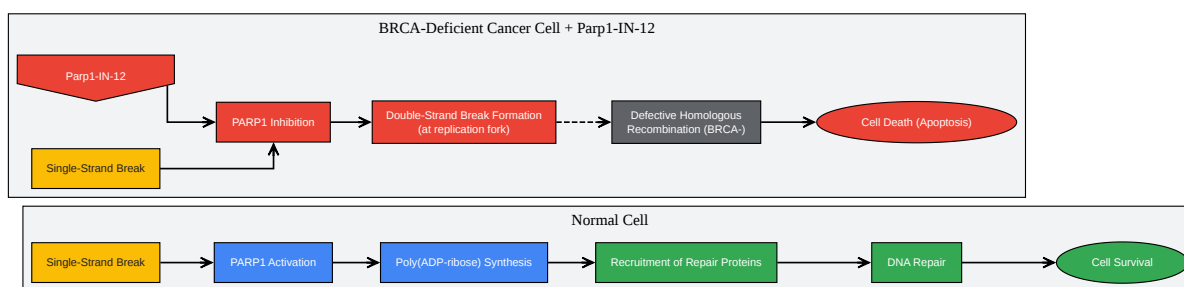 BRCA-Deficient Cancer Cell + Parp1-IN-12
Parp1-IN-12
PARP1 Inhibition
Double-Strand Break Formation
(at replication fork)
Defective Homologous
Recombination (BRCA-)
Cell Death (Apoptosis)
Single-Strand Break
Normal Cell
Single-Strand Break
PARP1 Activation
Poly(ADP-ribose) Synthesis
Recruitment of Repair Proteins
DNA Repair
Cell Survival